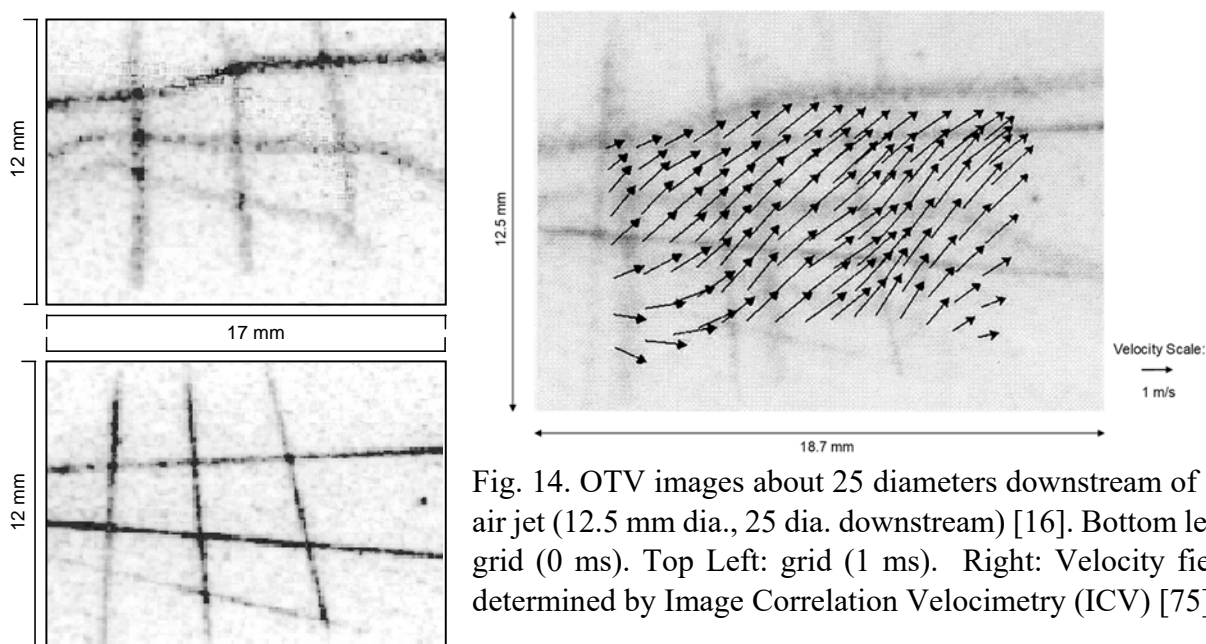 12 mm
17 mm
12 mm
12.5 mm
18.7 mm
Velocity Scale:
1 m/s
Fig. 14. OTV images about 25 diameters downstream of
air jet (12.5 mm dia., 25 dia. downstream) [16]. Bottom
grid (0 ms). Top Left: grid (1 ms). Right: Velocity
determined by Image Correlation Velocimetry (ICV) [75]